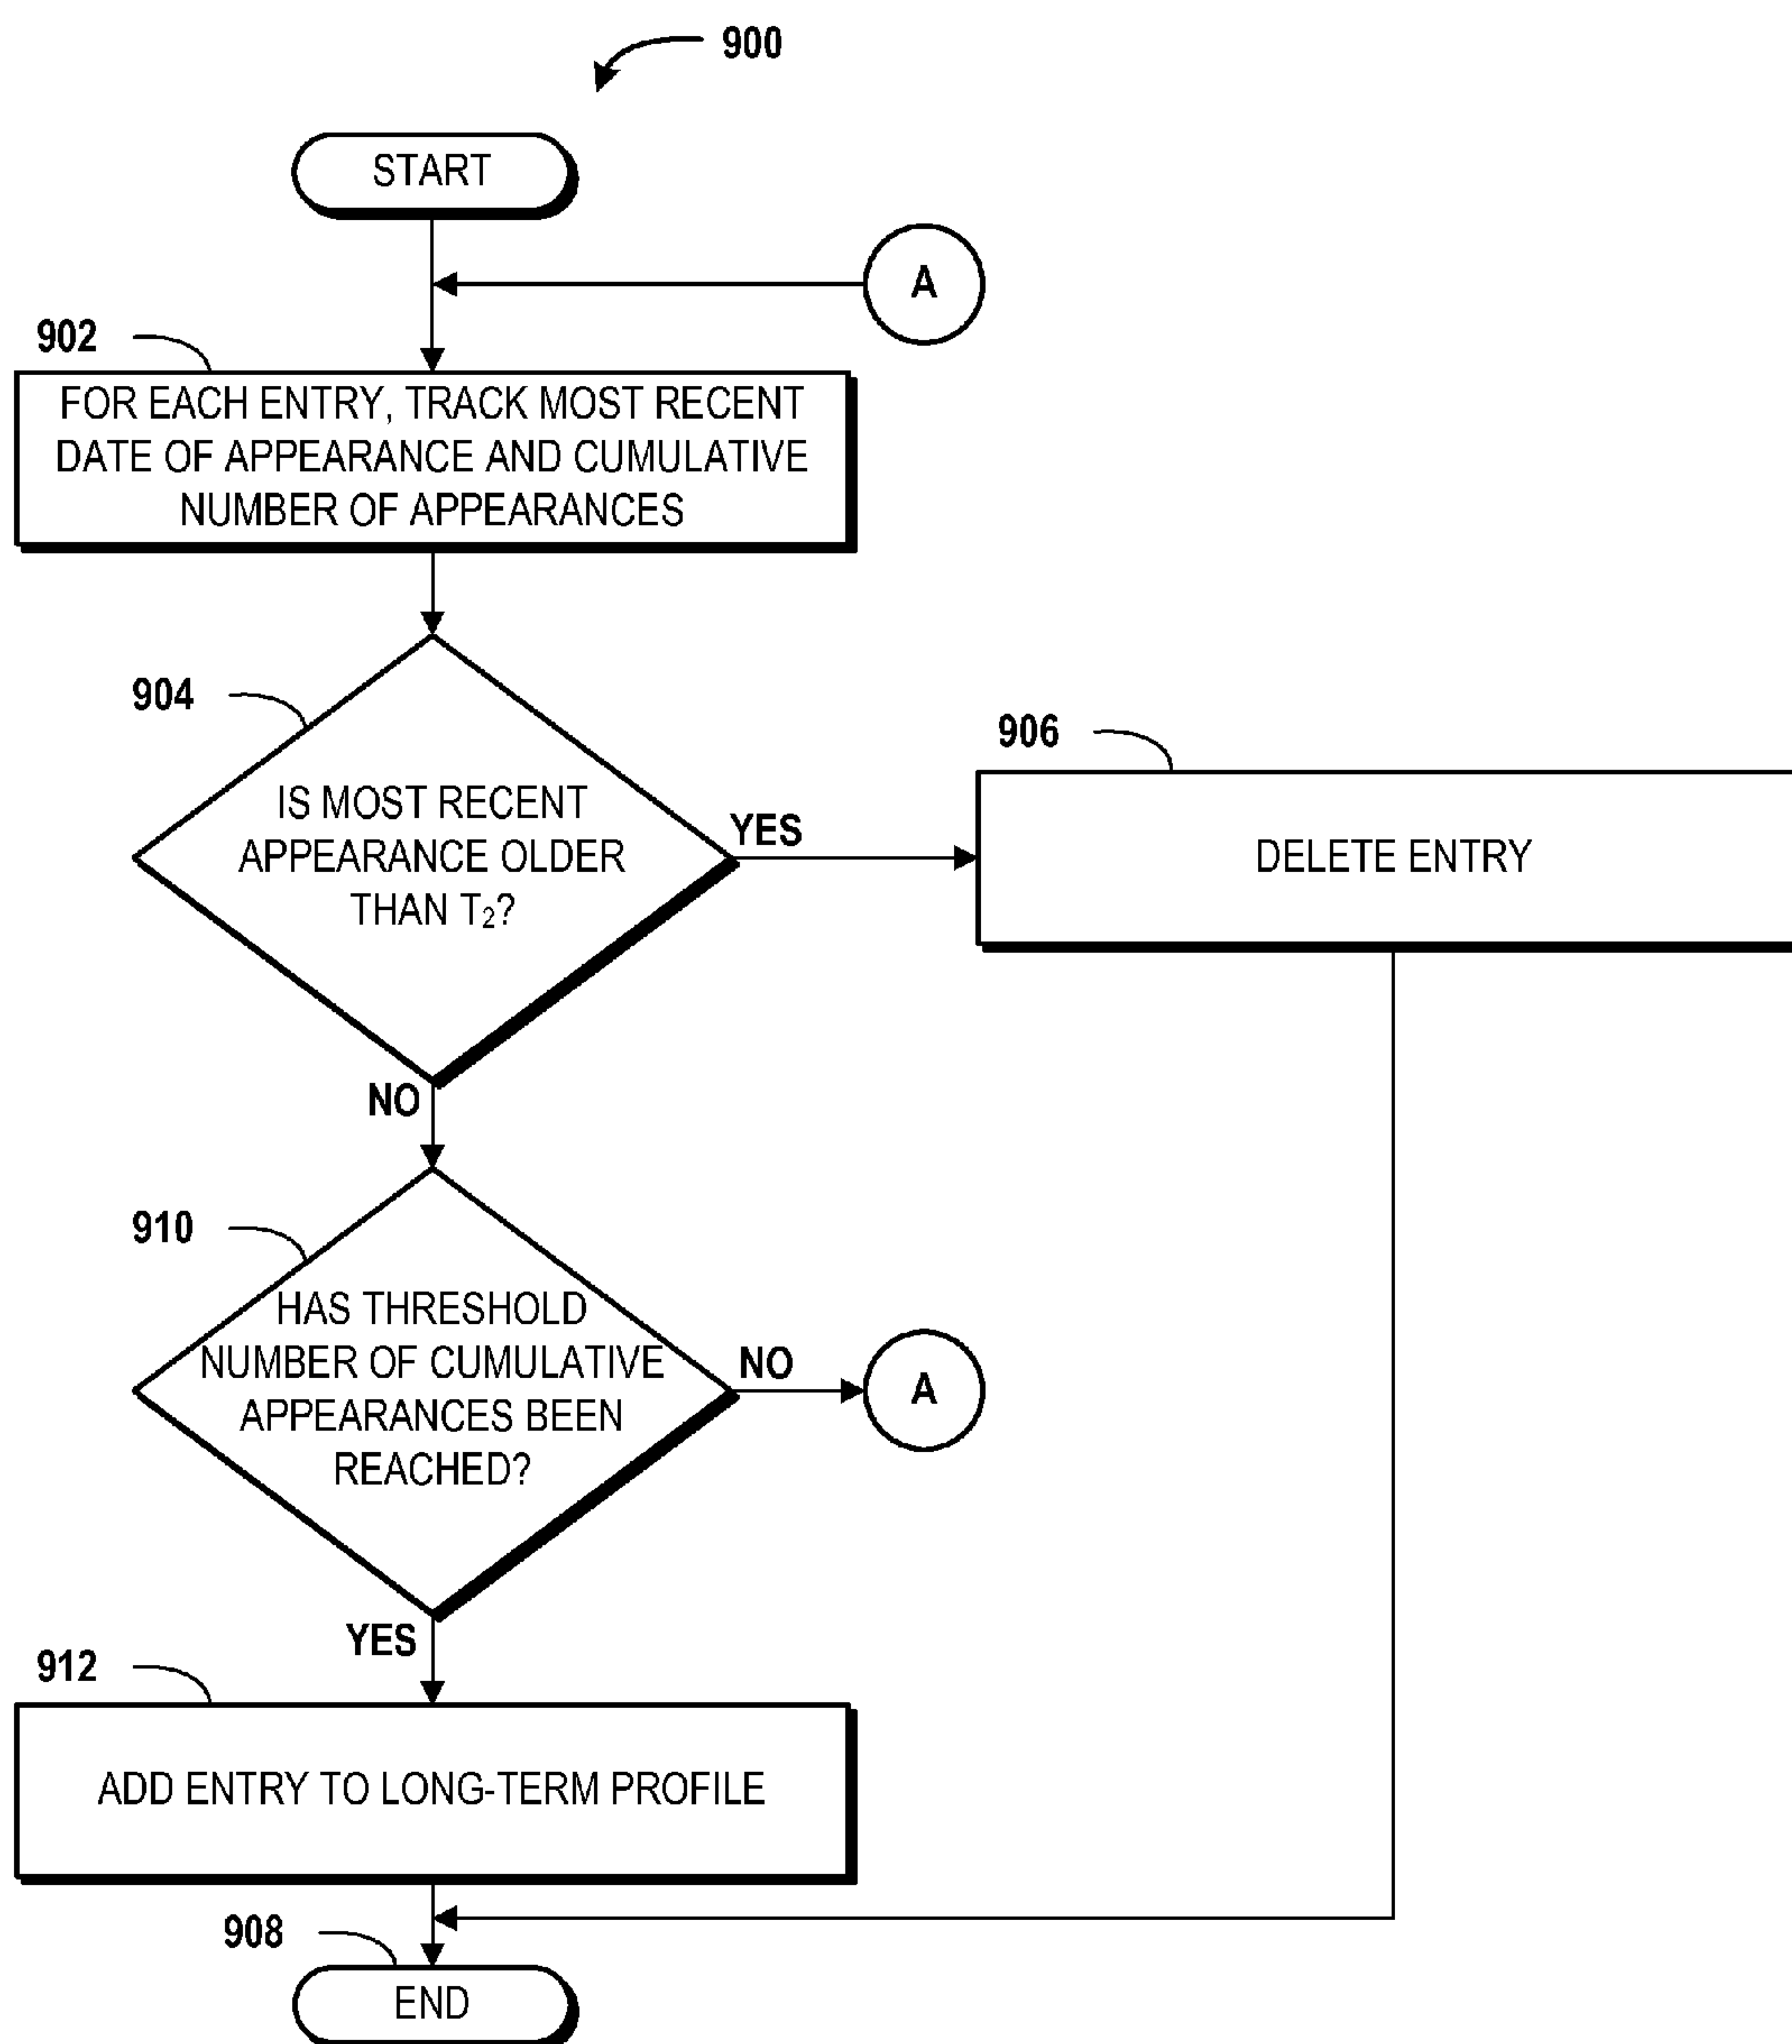 900
START
A
902
FOR EACH ENTRY, TRACK MOST RECENT
DATE OF APPEARANCE AND CUMULATIVE
NUMBER OF APPEARANCES
904
IS MOST RECENT
APPEARANCE OLDER
THAN T₂?
YES
906
DELETE ENTRY
NO
910
HAS THRESHOLD
NUMBER OF CUMULATIVE
APPEARANCES BEEN
REACHED?
NO
A
YES
912
ADD ENTRY TO LONG-TERM PROFILE
908
END